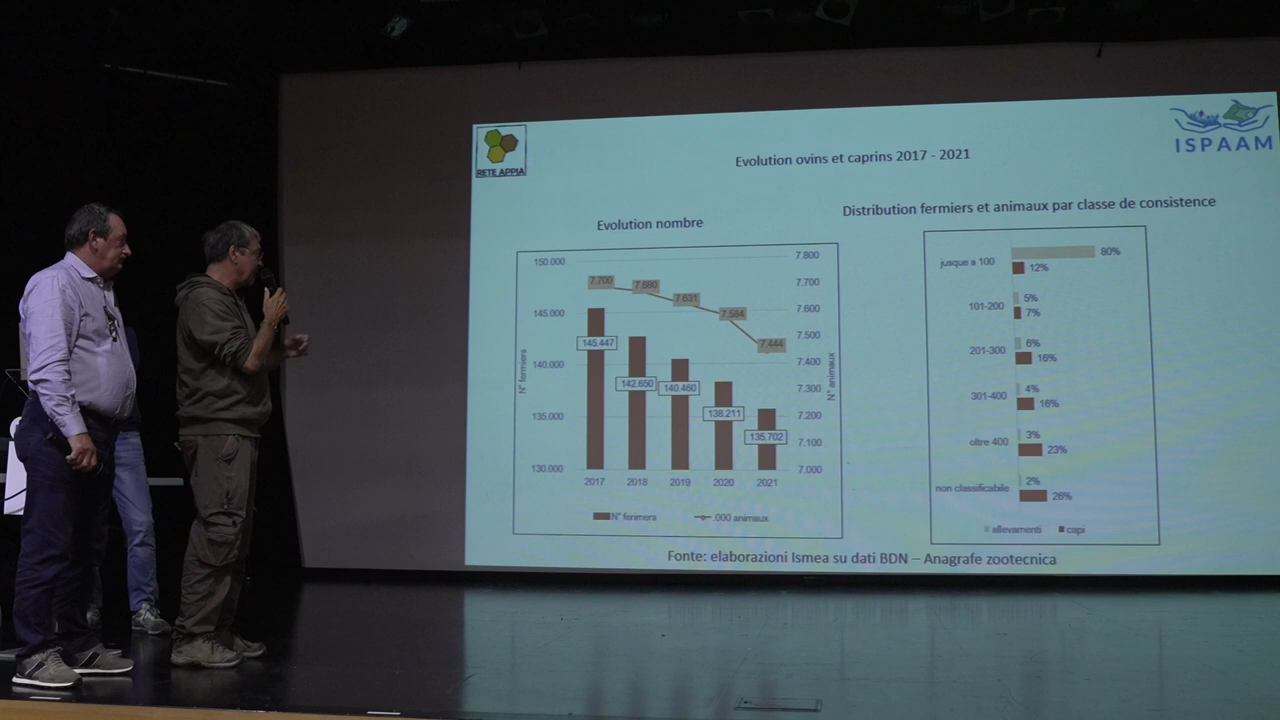 RETE APPIA
ISPAAM
Evolution ovins et caprins 2017 - 2021
Evolution nombre
150.000
145.000
140.000
135.000
130.000
N° fermiers
7.700
7.680
7.631
7.584
7.444
145.447
142.650
140.460
138.211
135.702
7.800
7.700
7.600
7.500
7.400
7.300
7.200
7.100
7.000
N° animaux
2017 2018 2019 2020 2021
N° ferimers .000 animaux
Distribution fermiers et animaux par classe de consistence
jusque a 100 80%
12%
101-200 5%
7%
201-300 6%
16%
301-400 4%
16%
oltre 400 3%
23%
non classificabile 2%
26%
allevamenti capi
Fonte: elaborazioni Ismea su dati BDN – Anagrafe zootecnica